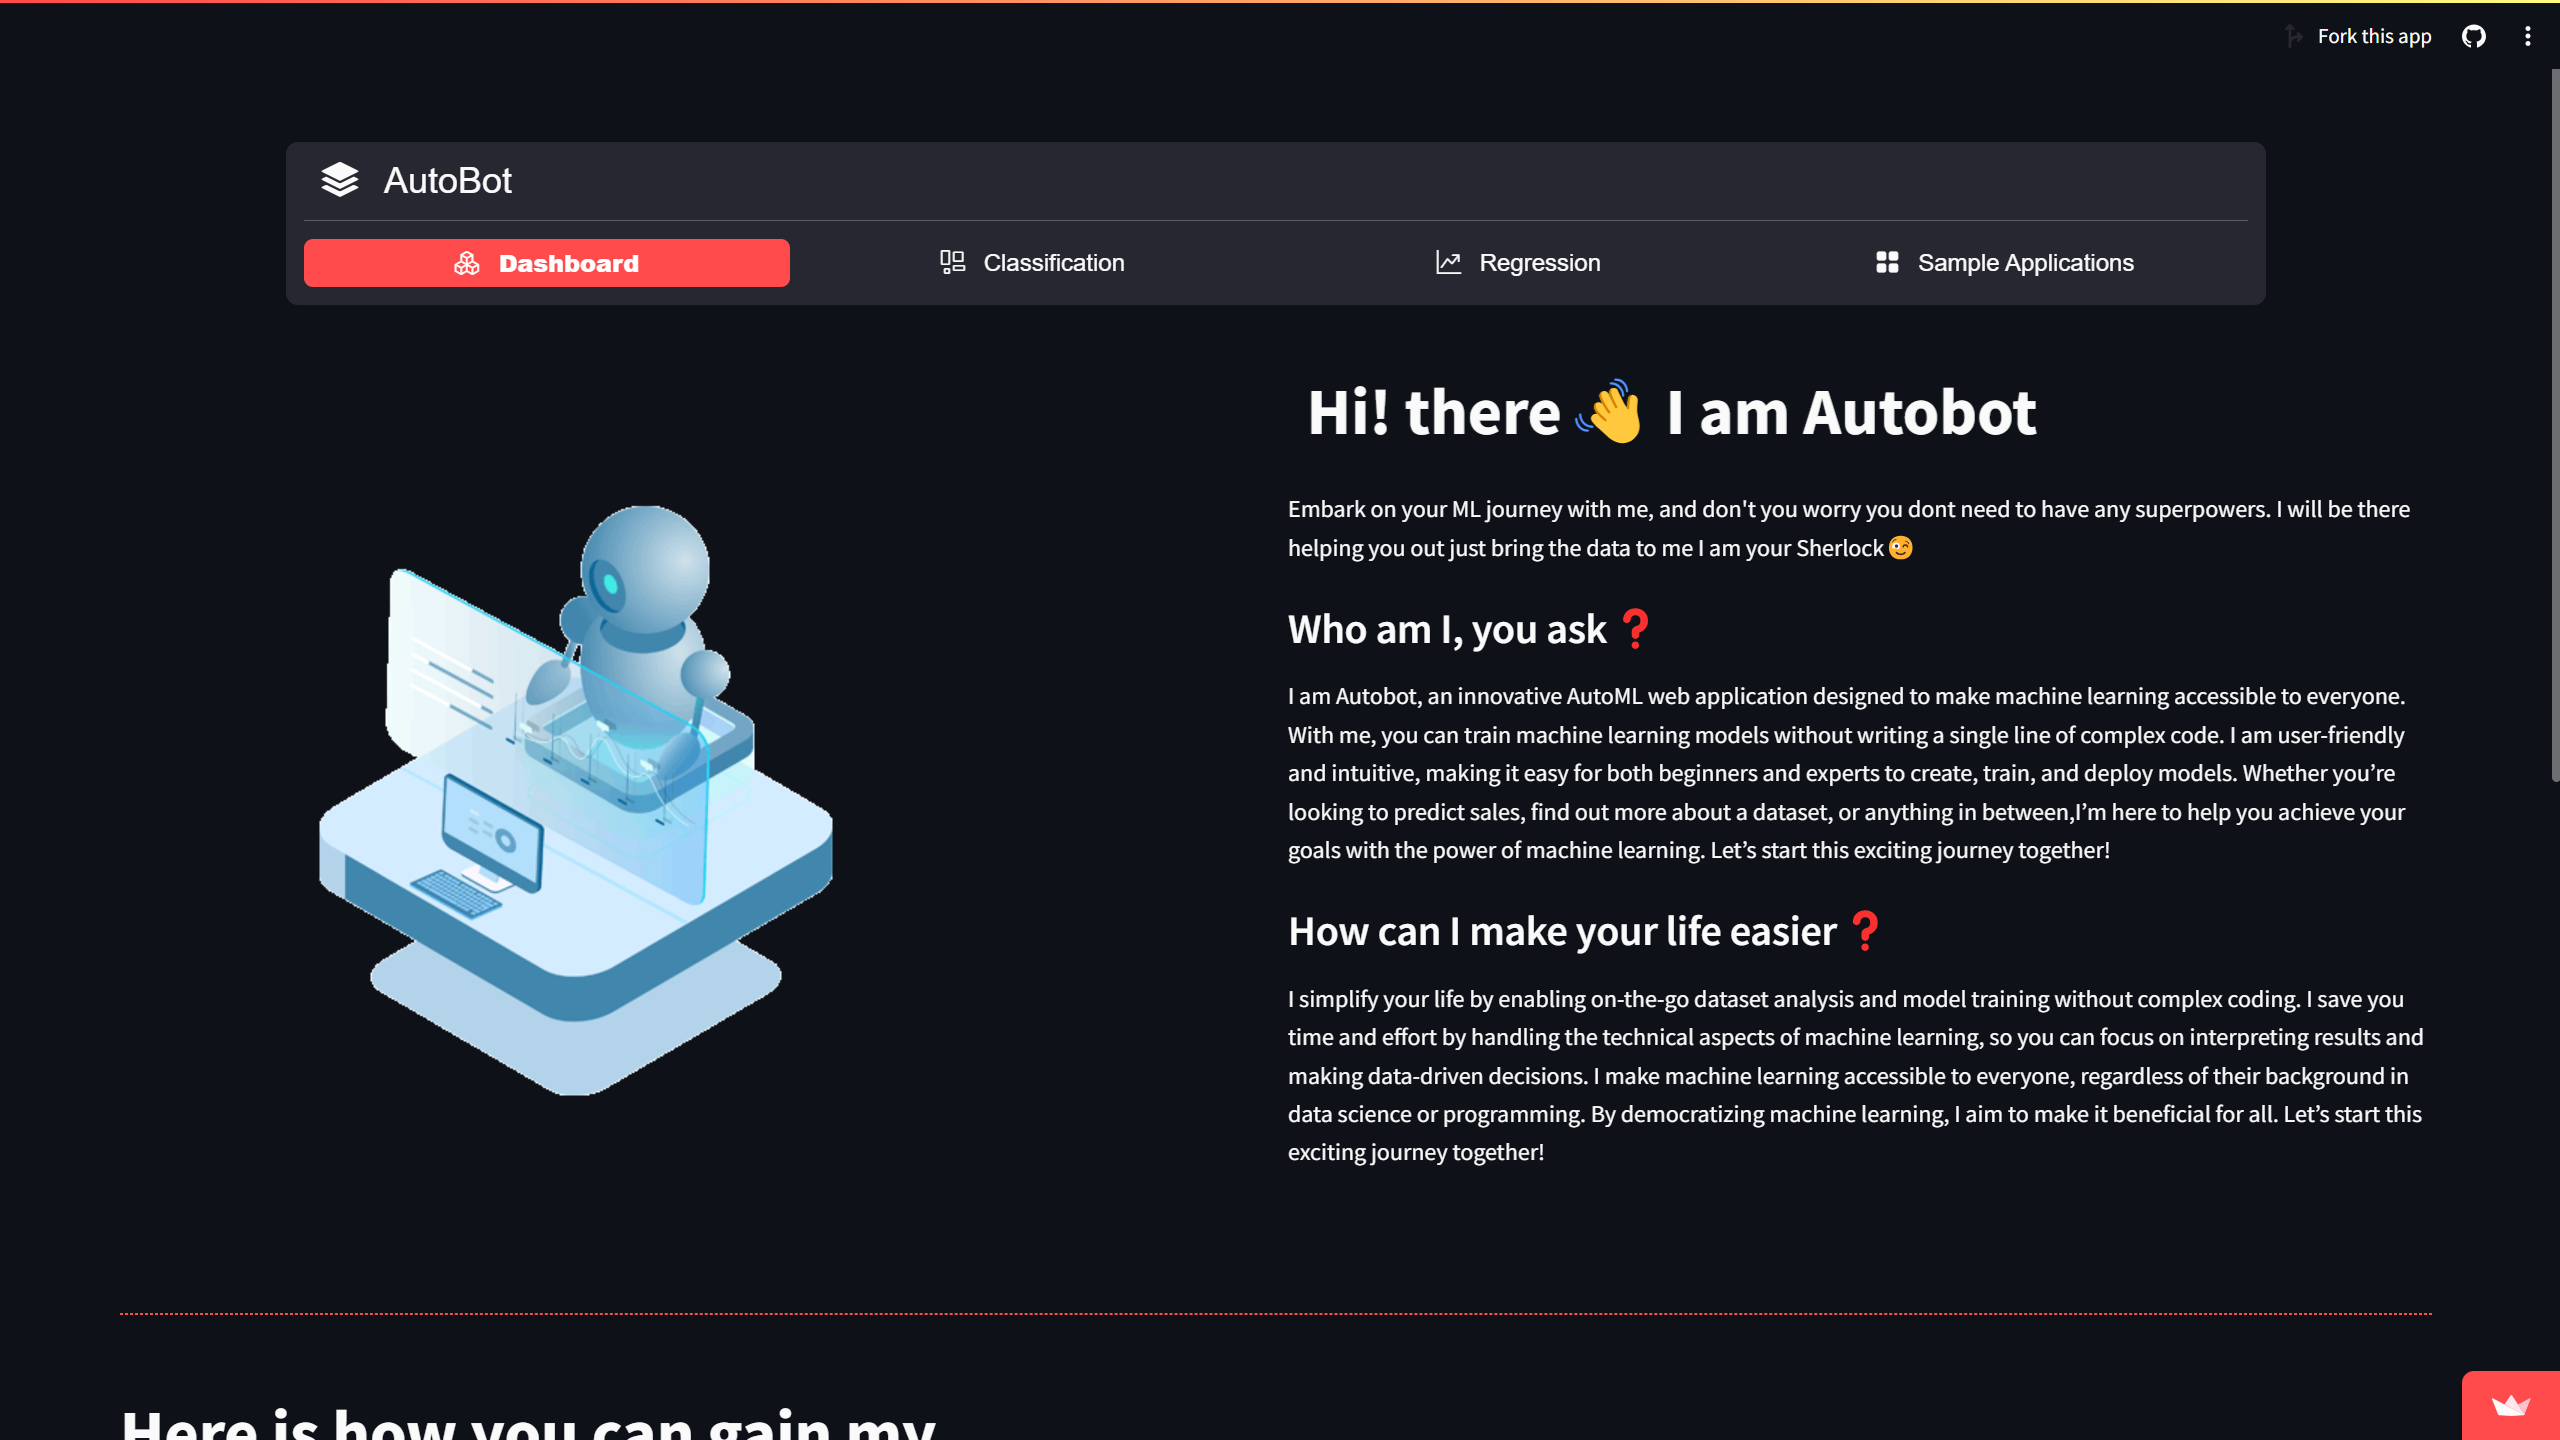 Fork this app
AutoBot
Dashboard
Classification
Regression
Sample Applications
Hi! there 👋 I am Autobot
Embark on your ML journey with me, and don't you worry you dont need to have any superpowers. I will be there
helping you out just bring the data to me I am your Sherlock 😉
Who am I, you ask ❓
I am Autobot, an innovative AutoML web application designed to make machine learning accessible to everyone.
With me, you can train machine learning models without writing a single line of complex code. I am user-friendly
and intuitive, making it easy for both beginners and experts to create, train, and deploy models. Whether you’re
looking to predict sales, find out more about a dataset, or anything in between,I’m here to help you achieve your
goals with the power of machine learning. Let’s start this exciting journey together!
How can I make your life easier ❓
I simplify your life by enabling on-the-go dataset analysis and model training without complex coding. I save you
time and effort by handling the technical aspects of machine learning, so you can focus on interpreting results and
making data-driven decisions. I make machine learning accessible to everyone, regardless of their background in
data science or programming. By democratizing machine learning, I aim to make it beneficial for all. Let’s start this
exciting journey together!
Here is how you can gain my